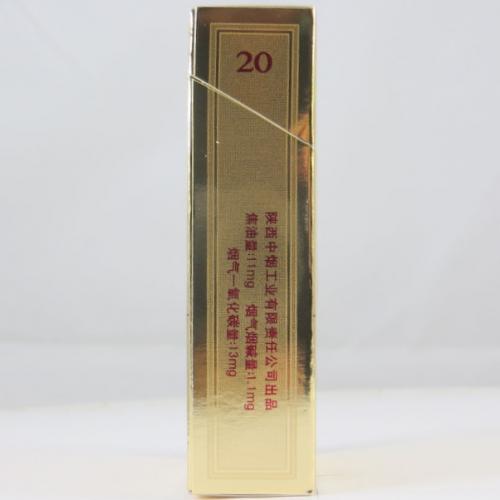 20
陕西中烟工业有限责任公司出品
焦油量:11mg 烟气烟碱量:1.1mg
烟气一氧化碳量:13mg